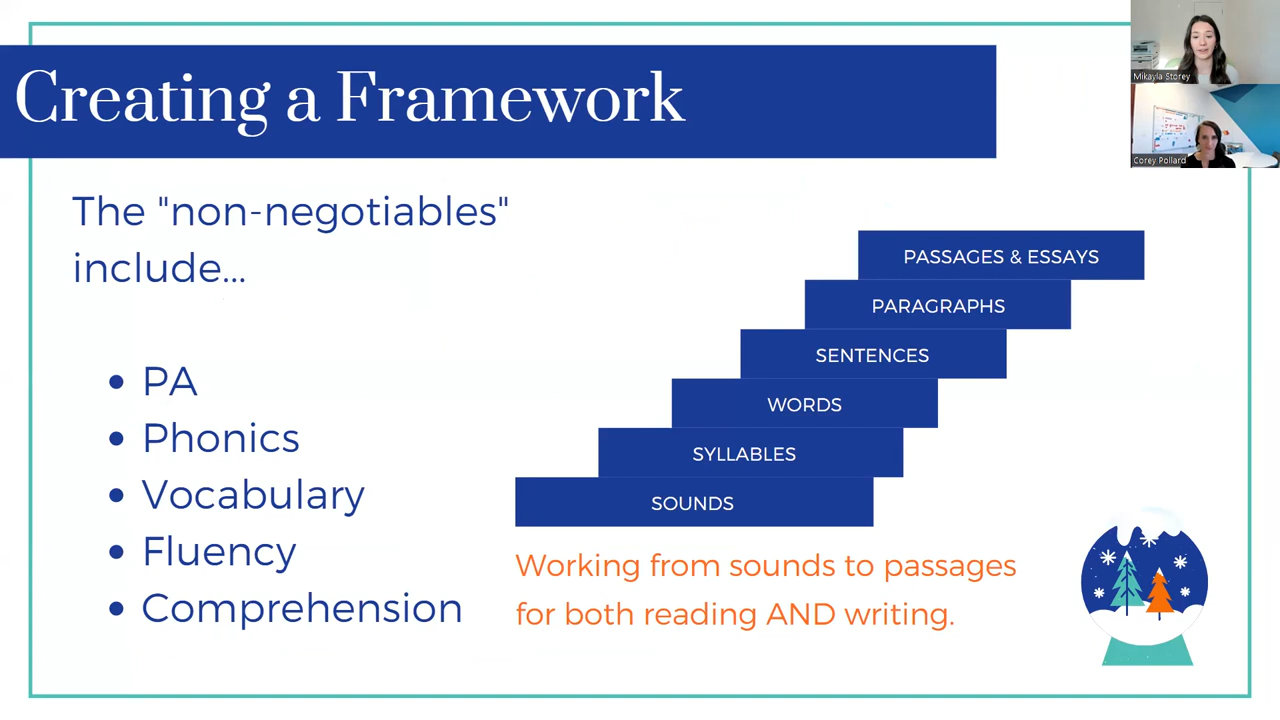 Creating a Framework
Mikayla Storey
Corey Pollard
The "non-negotiables"
include...
• PA
• Phonics
• Vocabulary
• Fluency
• Comprehension
PASSAGES & ESSAYS
PARAGRAPHS
SENTENCES
WORDS
SYLLABLES
SOUNDS
Working from sounds to passages
for both reading AND writing.